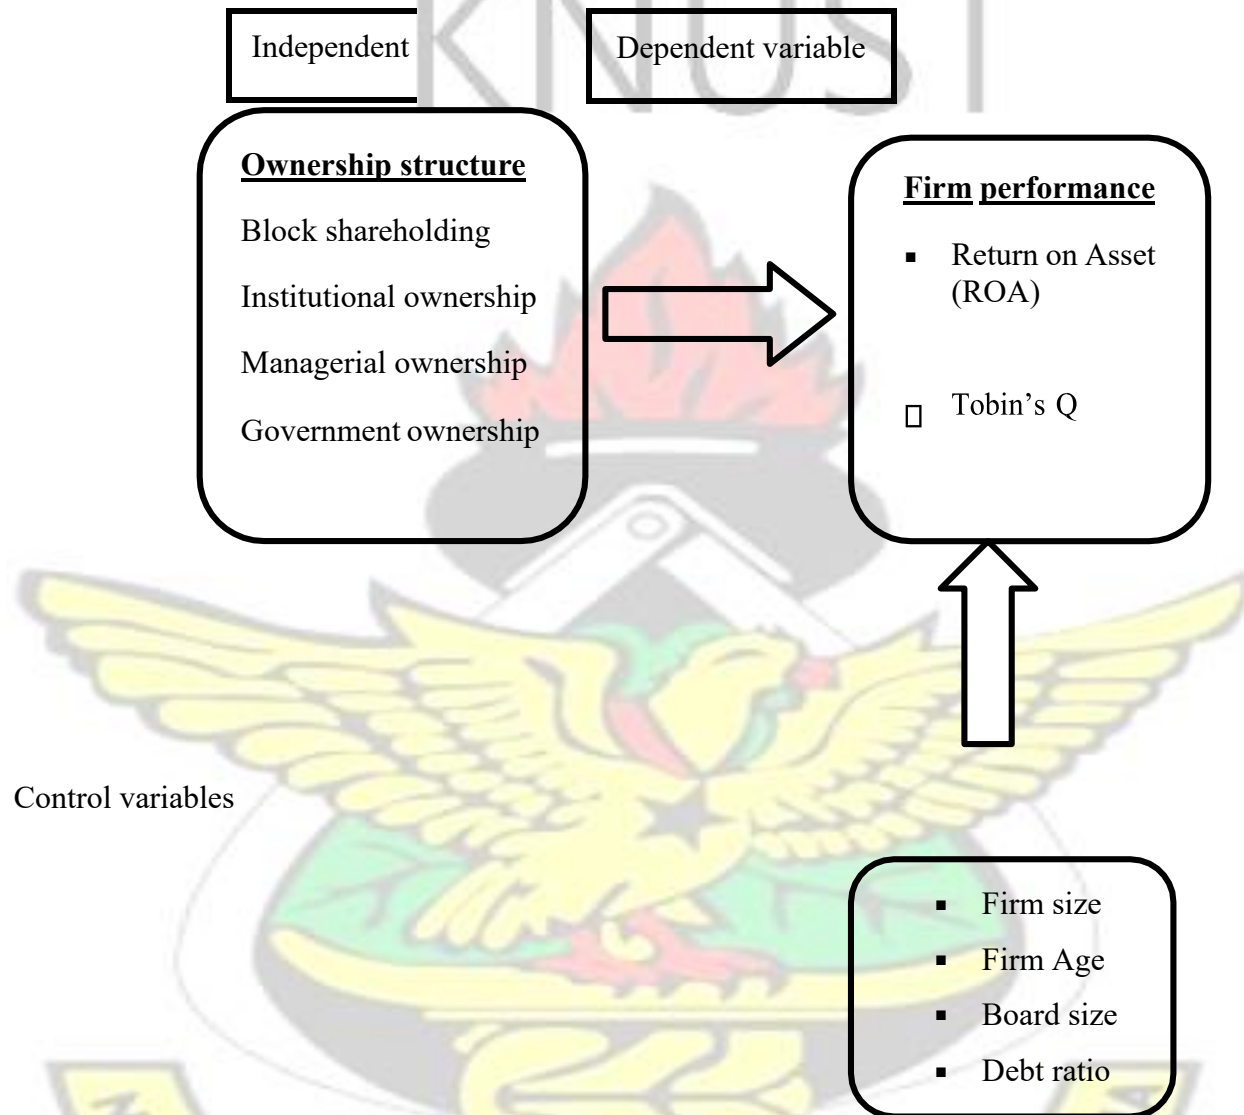 KNUST
Independent
Dependent variable
Ownership structure
Block shareholding
Institutional ownership
Managerial ownership
Government ownership
Firm performance
▪ Return on Asset
(ROA)
Tobin’s Q
Control variables
▪ Firm size
▪ Firm Age
▪ Board size
▪ Debt ratio